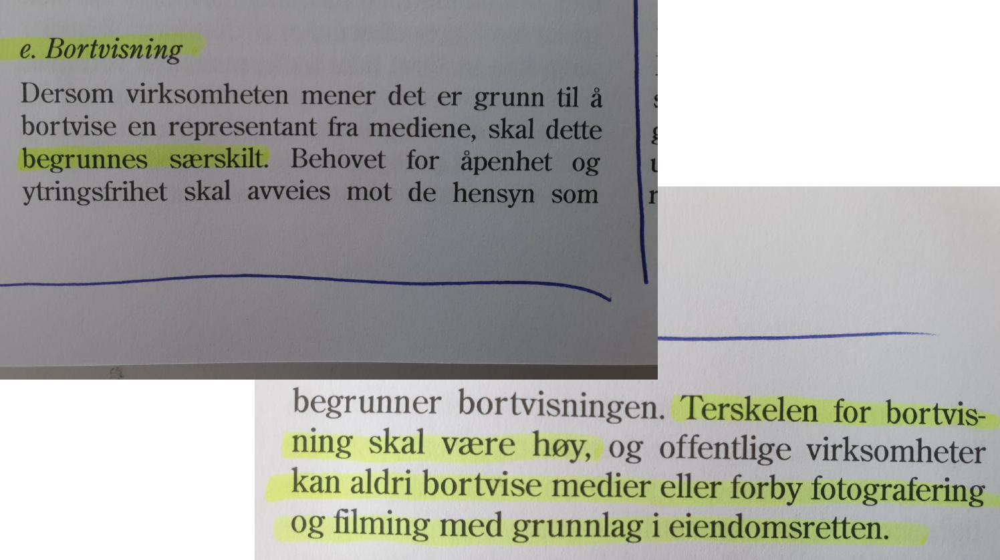 e. Bortvisning
Dersom virksomheten mener det er grunn til å
bortvise en representant fra mediene, skal dette
begrunnes særskilt. Behovet for åpenhet og
ytringsfrihet skal avveies mot de hensyn som
begrunner bortvisningen. Terskelen for bortvis-
ning skal være høy, og offentlige virksomheter
kan aldri bortvise medier eller forby fotografering
og filming med grunnlag i eiendomsretten.